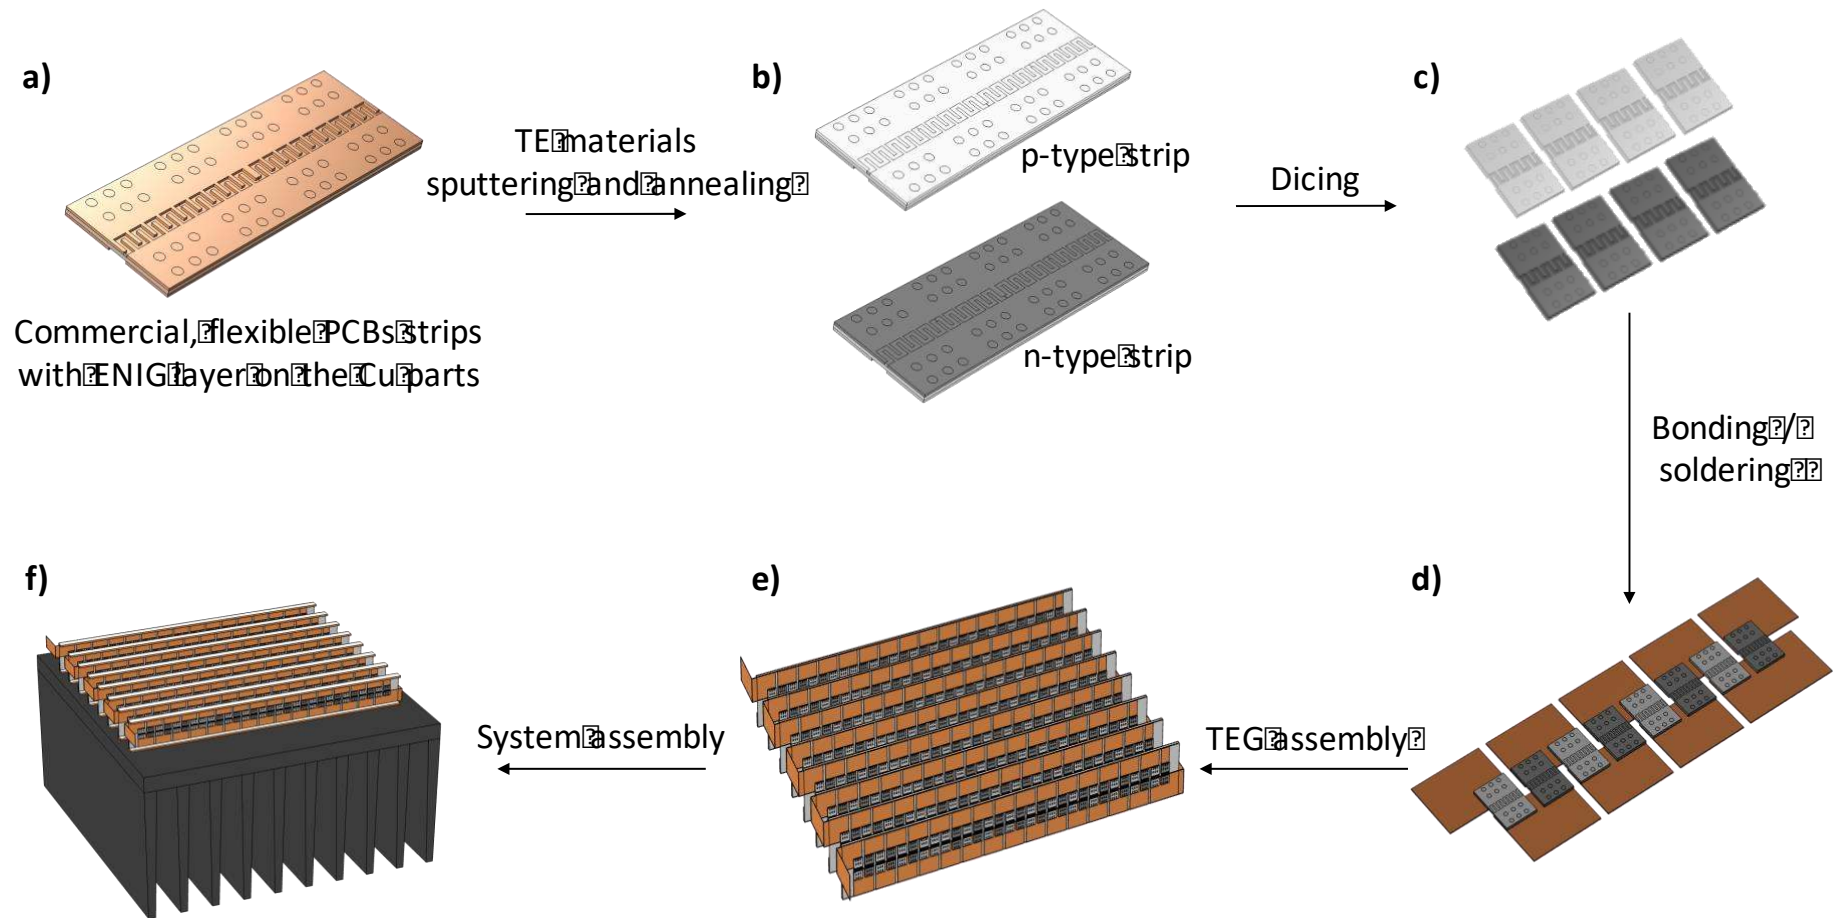 a)
b)
c)
TE materials
sputtering and annealing
p-type strip
Dicing
n-type strip
Commercial, flexible PCBs strips
with ENIG layer on the Cu parts
Bonding /
soldering
f)
e)
d)
System assembly
TEG assembly